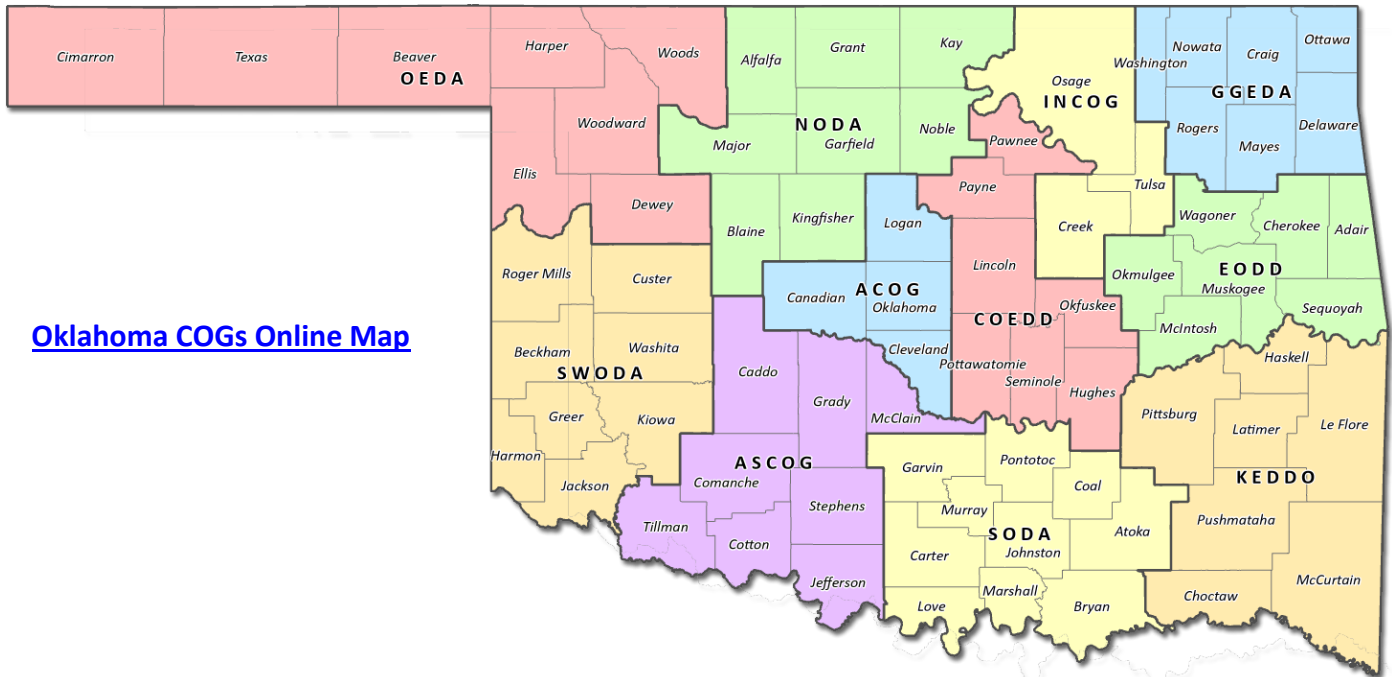 Cimarron
Texas
Beaver
OEDA
Harper
Woods
Woodward
Ellis
Dewey
Alfalfa
Grant
Kay
NODA
Major
Garfield
Noble
Blaine
Kingfisher
Osage
INCOG
Pawnee
Payne
Creek
Tulsa
Washington
Nowata
Craig
Ottawa
GGEDA
Rogers
Mayes
Delaware
Logan
Canadian
ACOG
Oklahoma
Cleveland
Lincoln
Okfuskee
COEDD
Pottawatomie
Seminole
Hughes
Wagoner
Cherokee
Adair
Okmulgee
EODD
Muskogee
McIntosh
Sequoyah
Oklahoma COGs Online Map
Roger Mills
Custer
Beckham
Washita
SWODA
Greer
Kiowa
Harmon
Jackson
Caddo
Grady
McClain
ASCOG
Comanche
Stephens
Tillman
Cotton
Jefferson
Garvin
Pontotoc
Coal
Murray
SODA
Johnston
Atoka
Carter
Love
Marshall
Bryan
Haskell
Pittsburg
Latimer
Le Flore
KEDDO
Pushmataha
Choctaw
McCurtain